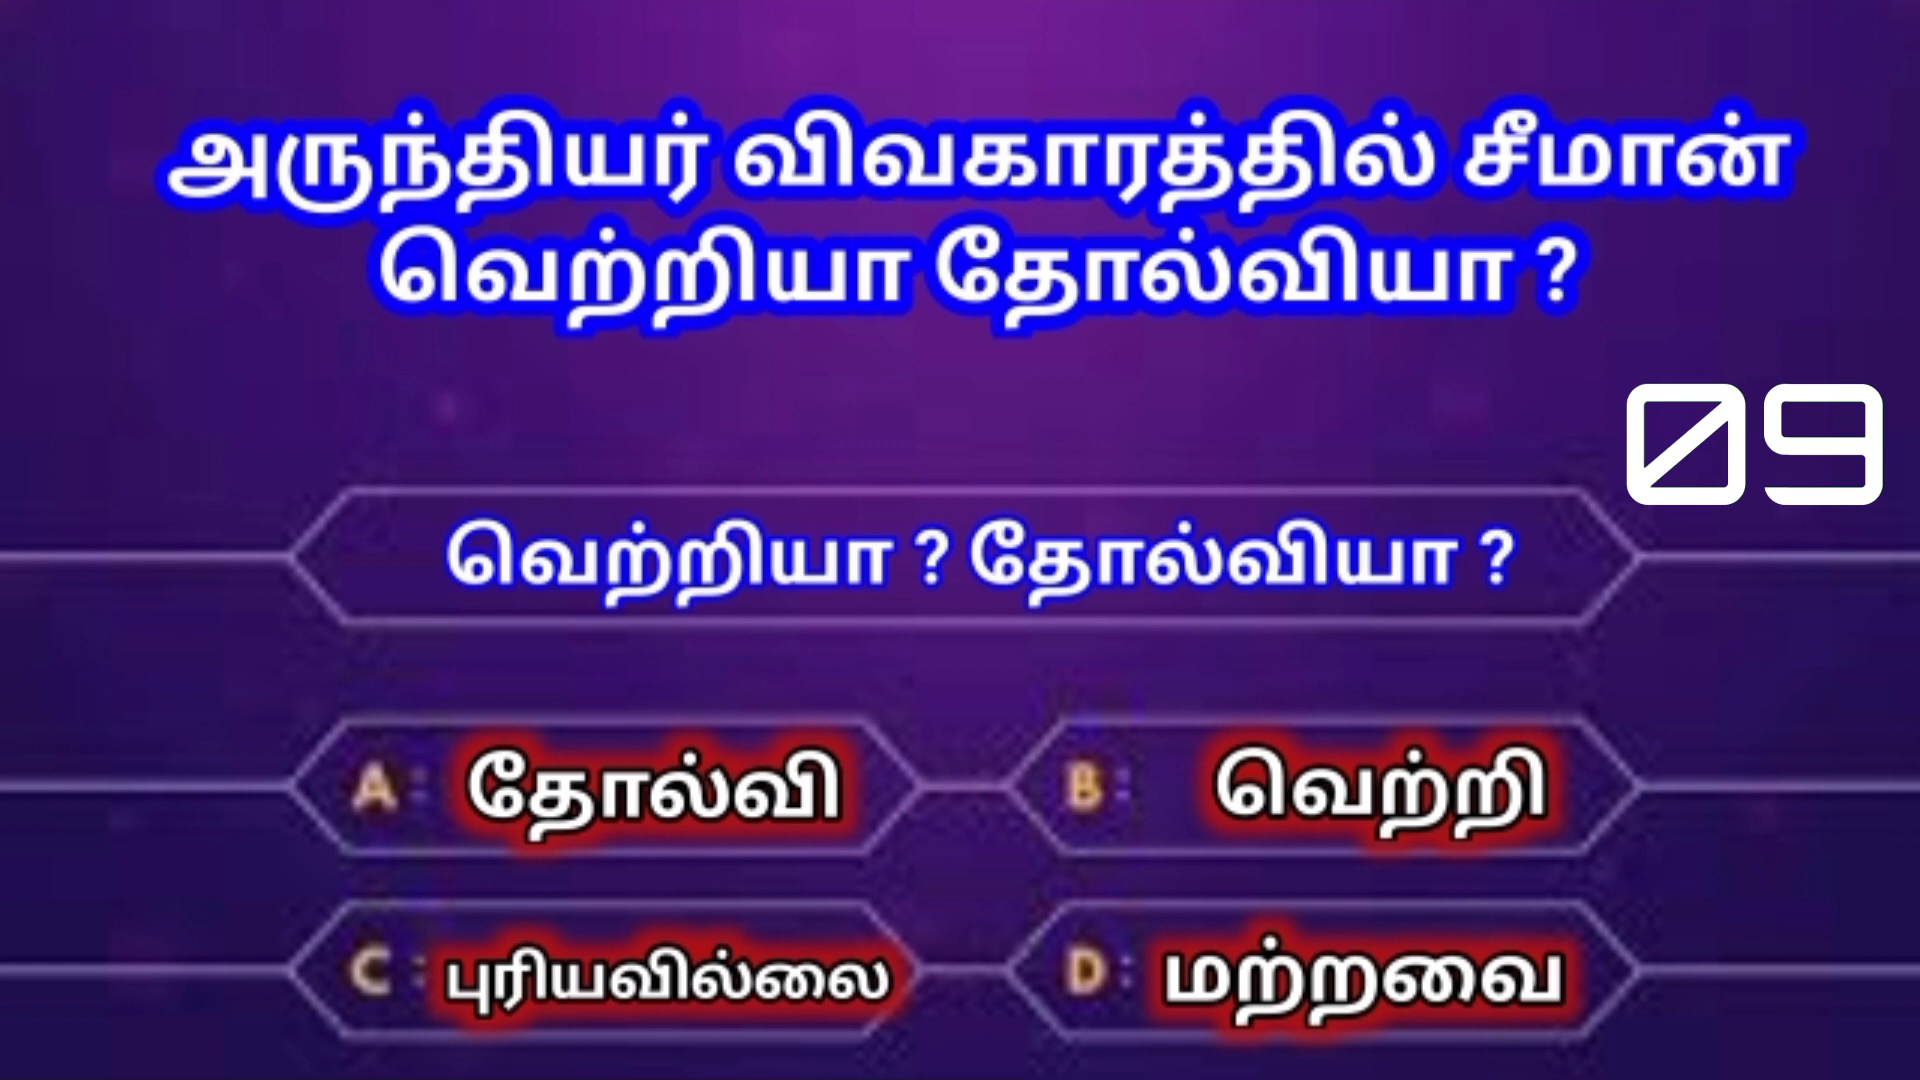 அருந்தியர் விவகாரத்தில் சீமான்
வெற்றியா தோல்வியா ?
09
வெற்றியா ? தோல்வியா ?
A : தோல்வி
B : வெற்றி
C : புரியவில்லை
D : மற்றவை